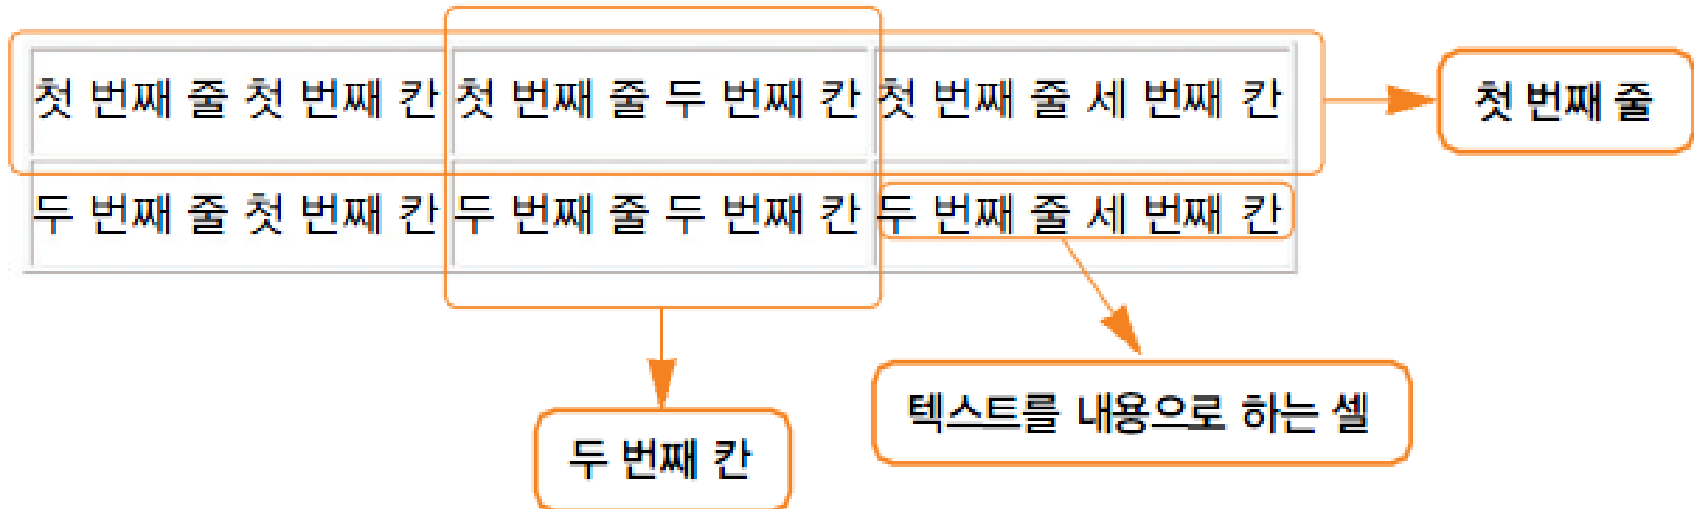 첫 번째 줄 첫 번째 칸 첫 번째 줄 두 번째 칸 첫 번째 줄 세 번째 칸
첫 번째 줄
두 번째 줄 첫 번째 칸 두 번째 줄 두 번째 칸 두 번째 줄 세 번째 칸
텍스트를 내용으로 하는 셀
두 번째 칸